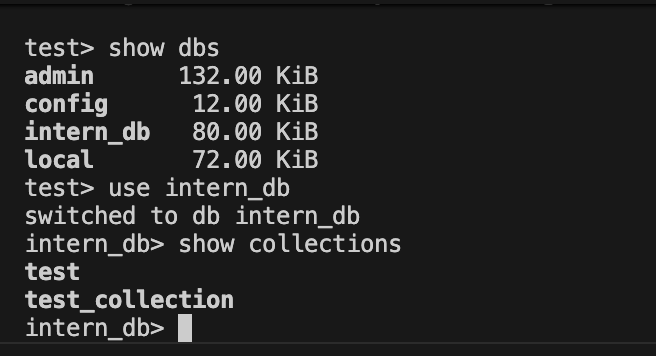 test> show dbs
admin      132.00 KiB
config      12.00 KiB
intern_db   80.00 KiB
local       72.00 KiB
test> use intern_db
switched to db intern_db
intern_db> show collections
test
test_collection
intern_db>